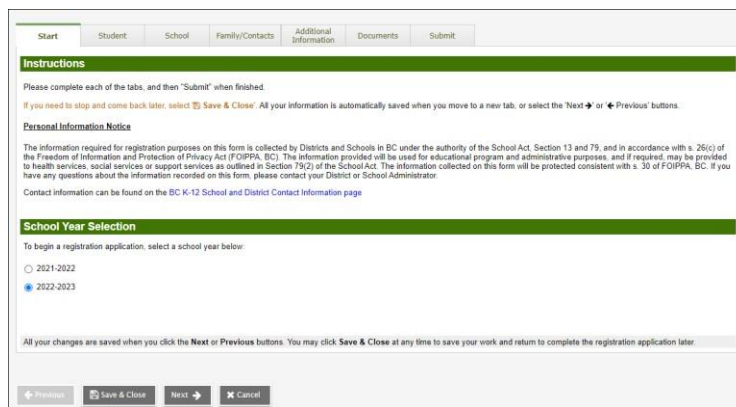 Start
Student
School
Family/Contacts
Additional
Information
Documents
Submit
Instructions
Please complete each of the tabs, and then "Submit" when finished.
If you need to stop and come back later, select 'Save & Close'. All your information is automatically saved when you move to a new tab, or select the 'Next →' or '← Previous' buttons.
Personal Information Notice
The information required for registration purposes on this form is collected by Districts and Schools in BC under the authority of the School Act, Section 13 and 79, and in accordance with s. 26(c) of
the Freedom of Information and Protection of Privacy Act (FOIPPA, BC). The information provided will be used for educational program and administrative purposes, and if required, may be provided
to health services, social services or support services as outlined in Section 79(2) of the School Act. The information collected on this form will be protected consistent with s. 30 of FOIPPA, BC. If you
have any questions about the information recorded on this form, please contact your District or School Administrator.
Contact information can be found on the BC K-12 School and District Contact Information page
School Year Selection
To begin a registration application, select a school year below:
2021-2022
2022-2023
All your changes are saved when you click the Next or Previous buttons. You may click Save & Close at any time to save your work and return to complete the registration application later.
← Previous
Save & Close
Next →
✖ Cancel